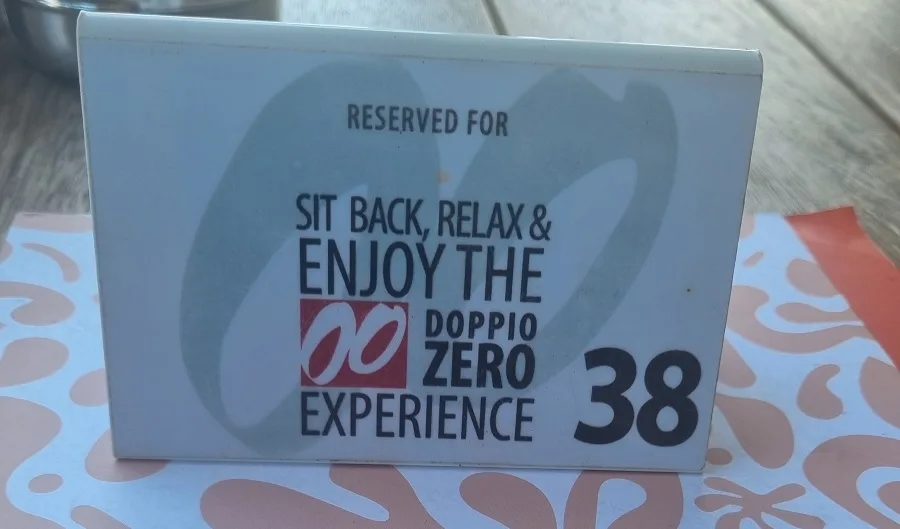 RESERVED FOR
SIT BACK, RELAX &
ENJOY THE
00 DOPPIO
ZERO
EXPERIENCE
38